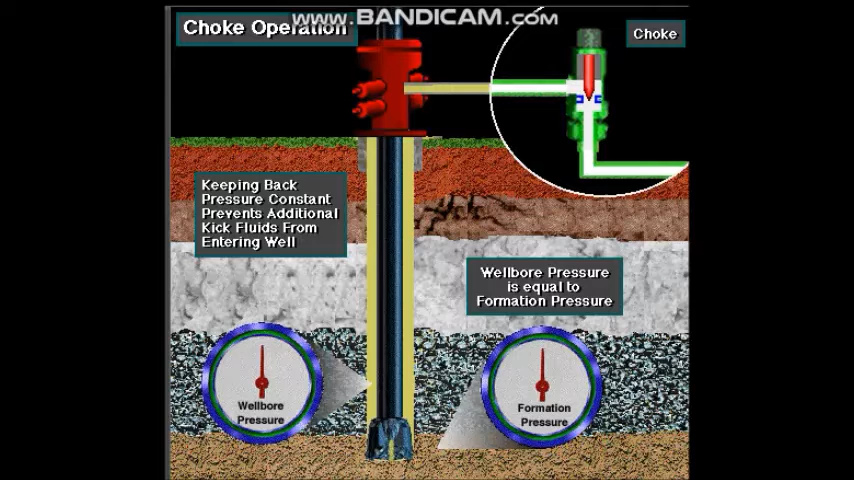 www.BANDICAM.com
Choke Operation
Choke
Keeping Back
Pressure Constant
Prevents Additional
Kick Fluids From
Entering Well
Wellbore Pressure
is equal to
Formation Pressure
Wellbore
Pressure
Formation
Pressure